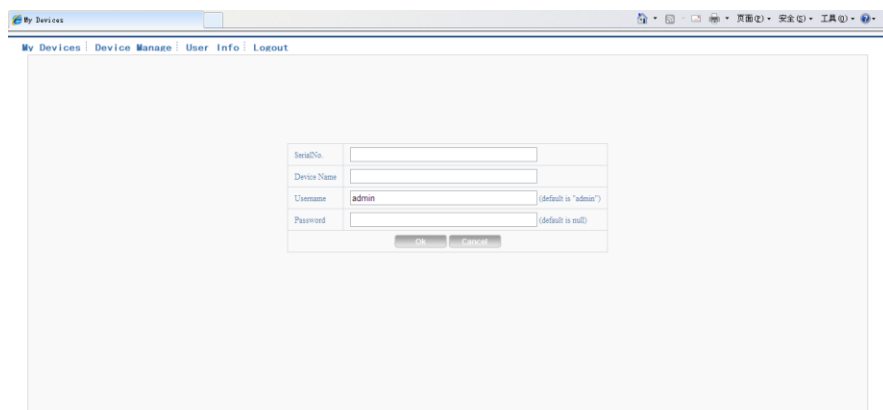 My Devices 页面(P) 安全(S) 工具(O)
My Devices Device Manage User Info Logout
SerialNo.
Device Name
Username admin (default is "admin")
Password (default is null)
Ok Cancel